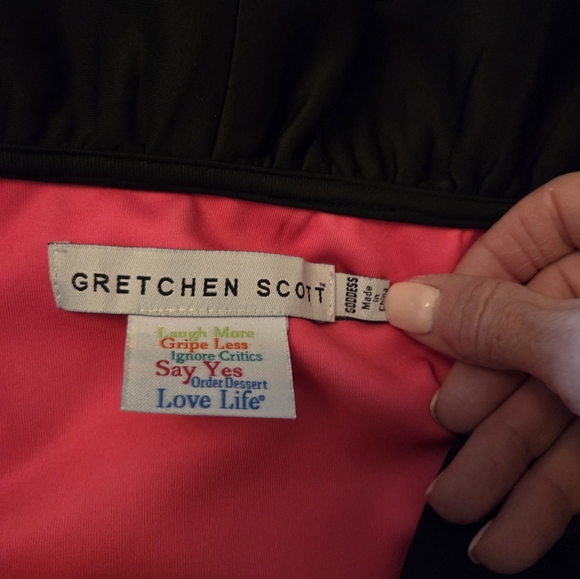 GRETCHEN SCOTT
GODDESS
Made
in
China
Laugh More
Gripe Less
Ignore Critics
Say Yes
Order Dessert
Love Life®